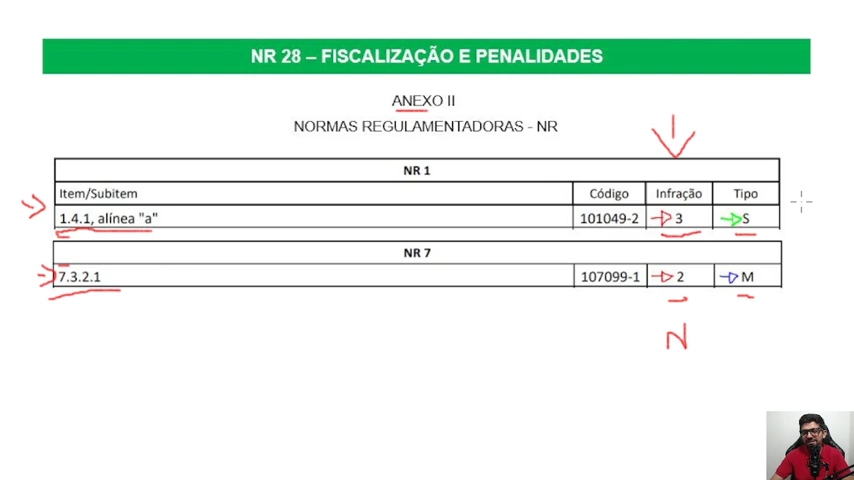 NR 28 – FISCALIZAÇÃO E PENALIDADES
ANEXO II
NORMAS REGULAMENTADORAS - NR
NR 1
Item/Subitem Código Infração Tipo
1.4.1, alínea "a" 101049-2 3 S
NR 7
7.3.2.1 107099-1 2 M
N